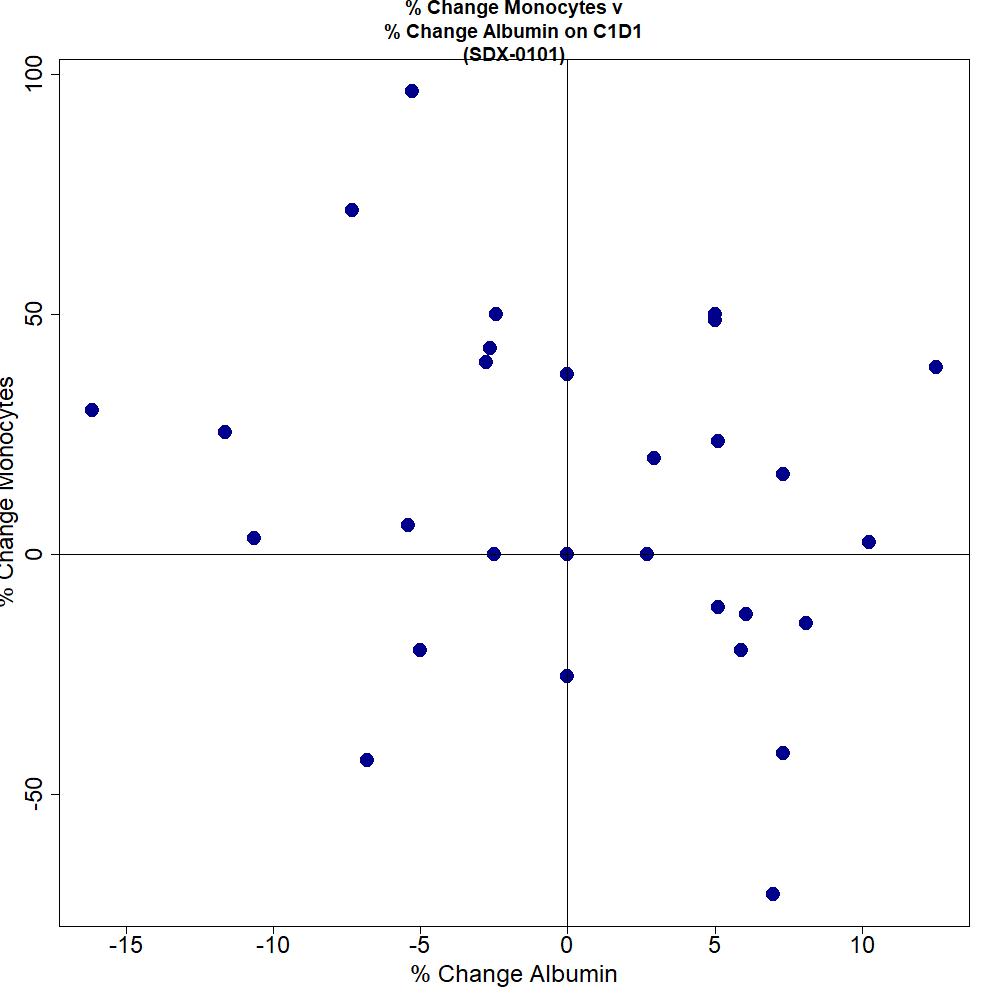 % Change Monocytes v
% Change Albumin on C1D1
(SDX-0101)
100
50
0
-50
% Change Monocytes
-15 -10 -5 0 5 10
% Change Albumin